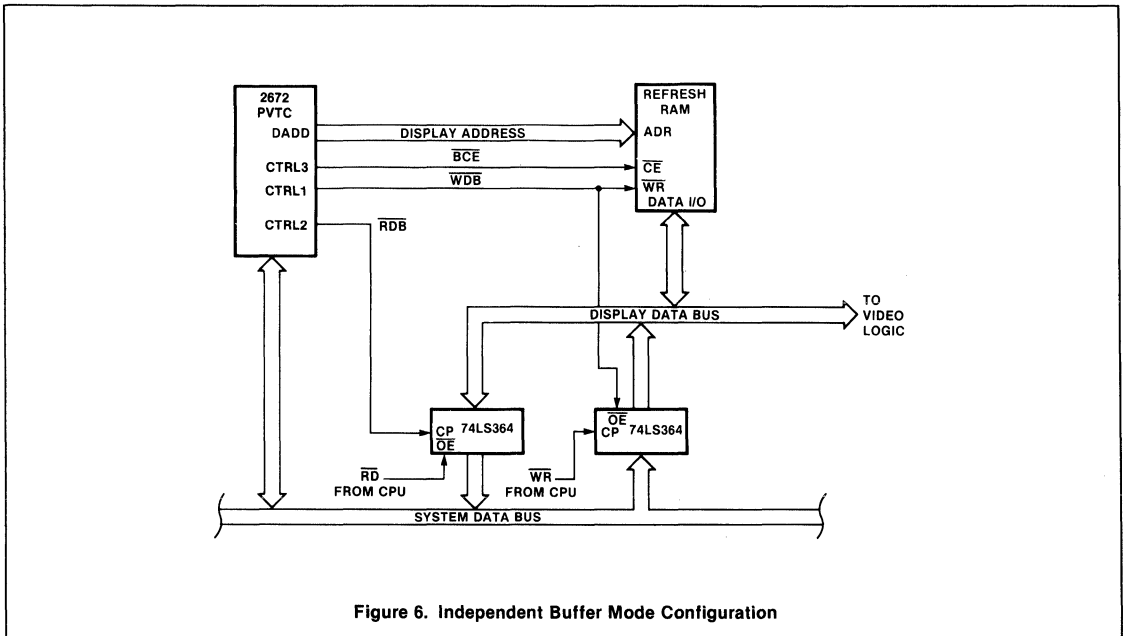 2672
PVTC
DADD
CTRL3
CTRL1
CTRL2
DISPLAY ADDRESS
BCE
WDB
RDB
REFRESH
RAM
ADR
CE
WR
DATA I/O
DISPLAY DATA BUS
TO
VIDEO
LOGIC
CP 74LS364
OE
OE
CP 74LS364
RD
FROM CPU
WR
FROM CPU
SYSTEM DATA BUS
Figure 6. Independent Buffer Mode Configuration